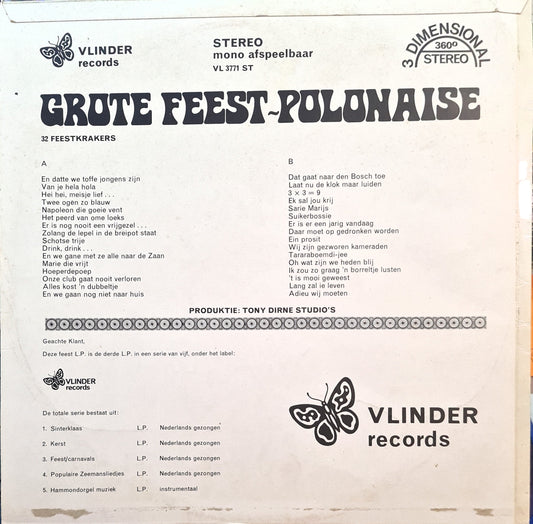 VLINDER
records
STEREO
mono afspeelbaar
VL 3771 ST
3 DIMENSIONAL
360º
STEREO
GROTE FEEST-POLONAISE
32 FEESTKRAKERS
A
En datte we toffe jongens zijn
Van je hela hola
Hei hei, meisje lief . . .
Twee ogen zo blauw
Napoleon die goeie vent
Het peerd van ome loeks
Er is nog nooit een vrijgezel . . .
Zolang de lepel in de breipot staat
Schotse trije
Drink, drink . . .
En we gane met ze alle naar de Zaan
Marie die vrijt
Hoeperdepoep
Onze club gaat nooit verloren
Alles kost 'n dubbeltje
En we gaan nog niet naar huis
B
Dat gaat naar den Bosch toe
Laat nu de klok maar luiden
3 x 3 = 9
Ek sal jou krij
Sarie Marijs
Suikerbossie
Er is er een jarig vandaag
Daar moet op gedronken worden
Ein prosit
Wij zijn gezworen kameraden
Tararaboemdi-jee
Oh wat zijn we heden blij
Ik zou zo graag 'n borreltje lusten
't is mooi geweest
Lang zal ie leven
Adieu wij moeten
PRODUKTIE: TONY DIRNE STUDIO'S
Geachte Klant,
Deze feest L.P. is de derde L.P. in een serie van vijf, onder het label:
VLINDER
records
De totale serie bestaat uit:
1. Sinterklaas L.P. Nederlands gezongen
2. Kerst L.P. Nederlands gezongen
3. Feest/carnavals L.P. Nederlands gezongen
4. Populaire Zeemansliedjes L.P. Nederlands gezongen
5. Hammondorgel muziek L.P. instrumentaal
VLINDER
records